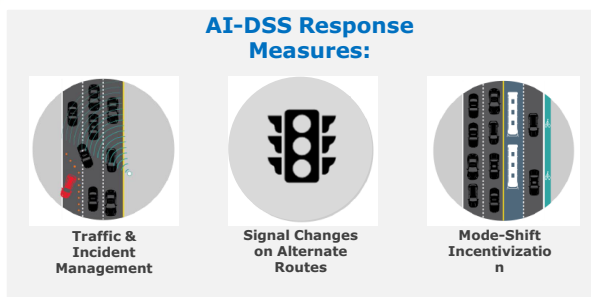 AI-DSS Response
Measures:
Traffic &
Incident
Management
Signal Changes
on Alternate
Routes
Mode-Shift
Incentivizatio
n